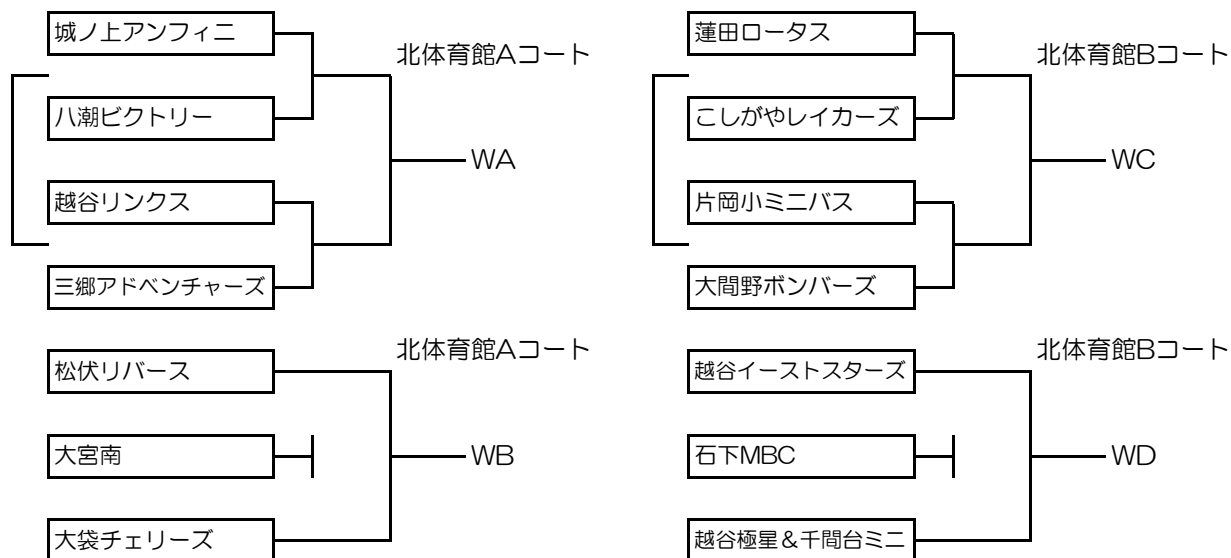 城ノ上アンフィニ
北体育館Aコート
八潮ビクトリー
WA
越谷リンクス
三郷アドベンチャーズ
蓮田ロータス
北体育館Bコート
こしがやレイカーズ
WC
片岡小ミニバス
大間野ボンバーズ
北体育館Aコート
松伏リバース
大宮南
WB
大袋チェリーズ
北体育館Bコート
越谷イーストスターズ
石下MBC
WD
越谷極星&千間台ミニ